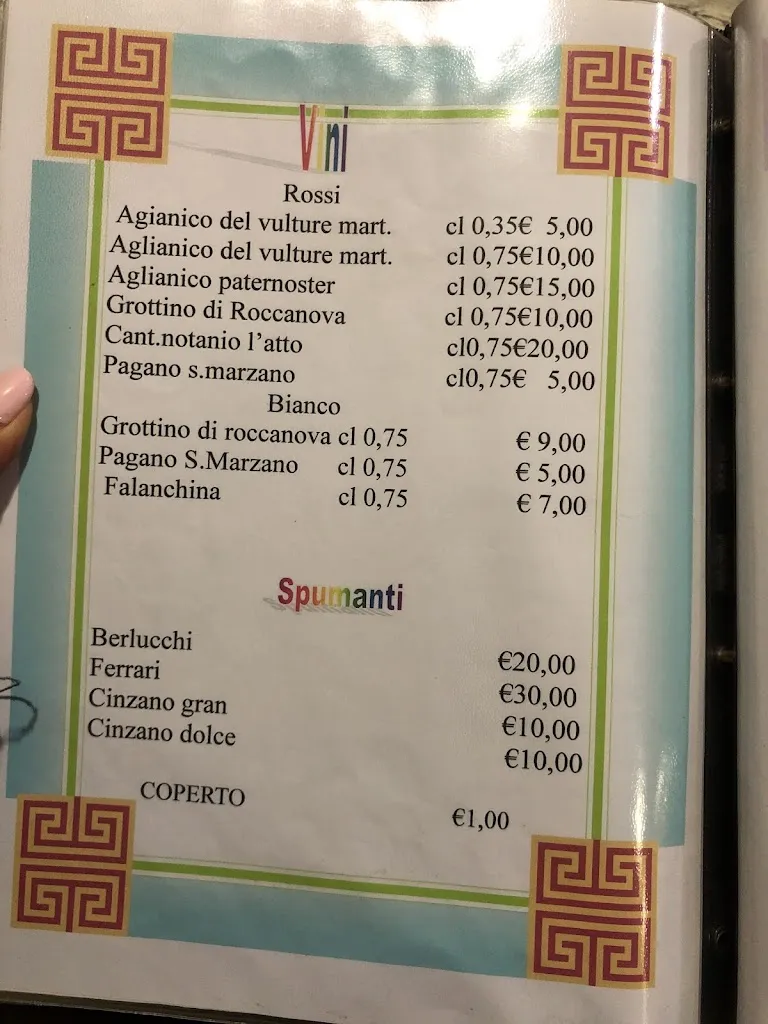 Vini
Rossi
Agianico del vulture mart. cl 0,35€ 5,00
Aglianico del vulture mart. cl 0,75€10,00
Aglianico paternoster cl 0,75€15,00
Grottino di Roccanova cl 0,75€10,00
Cant.notanio l’atto cl0,75€20,00
Pagano s.marzano cl0,75€ 5,00
Bianco
Grottino di roccanova cl 0,75 € 9,00
Pagano S.Marzano cl 0,75 € 5,00
Falanchina cl 0,75 € 7,00
Spumanti
Berlucchi €20,00
Ferrari €30,00
Cinzano gran €10,00
Cinzano dolce €10,00
COPERTO €1,00